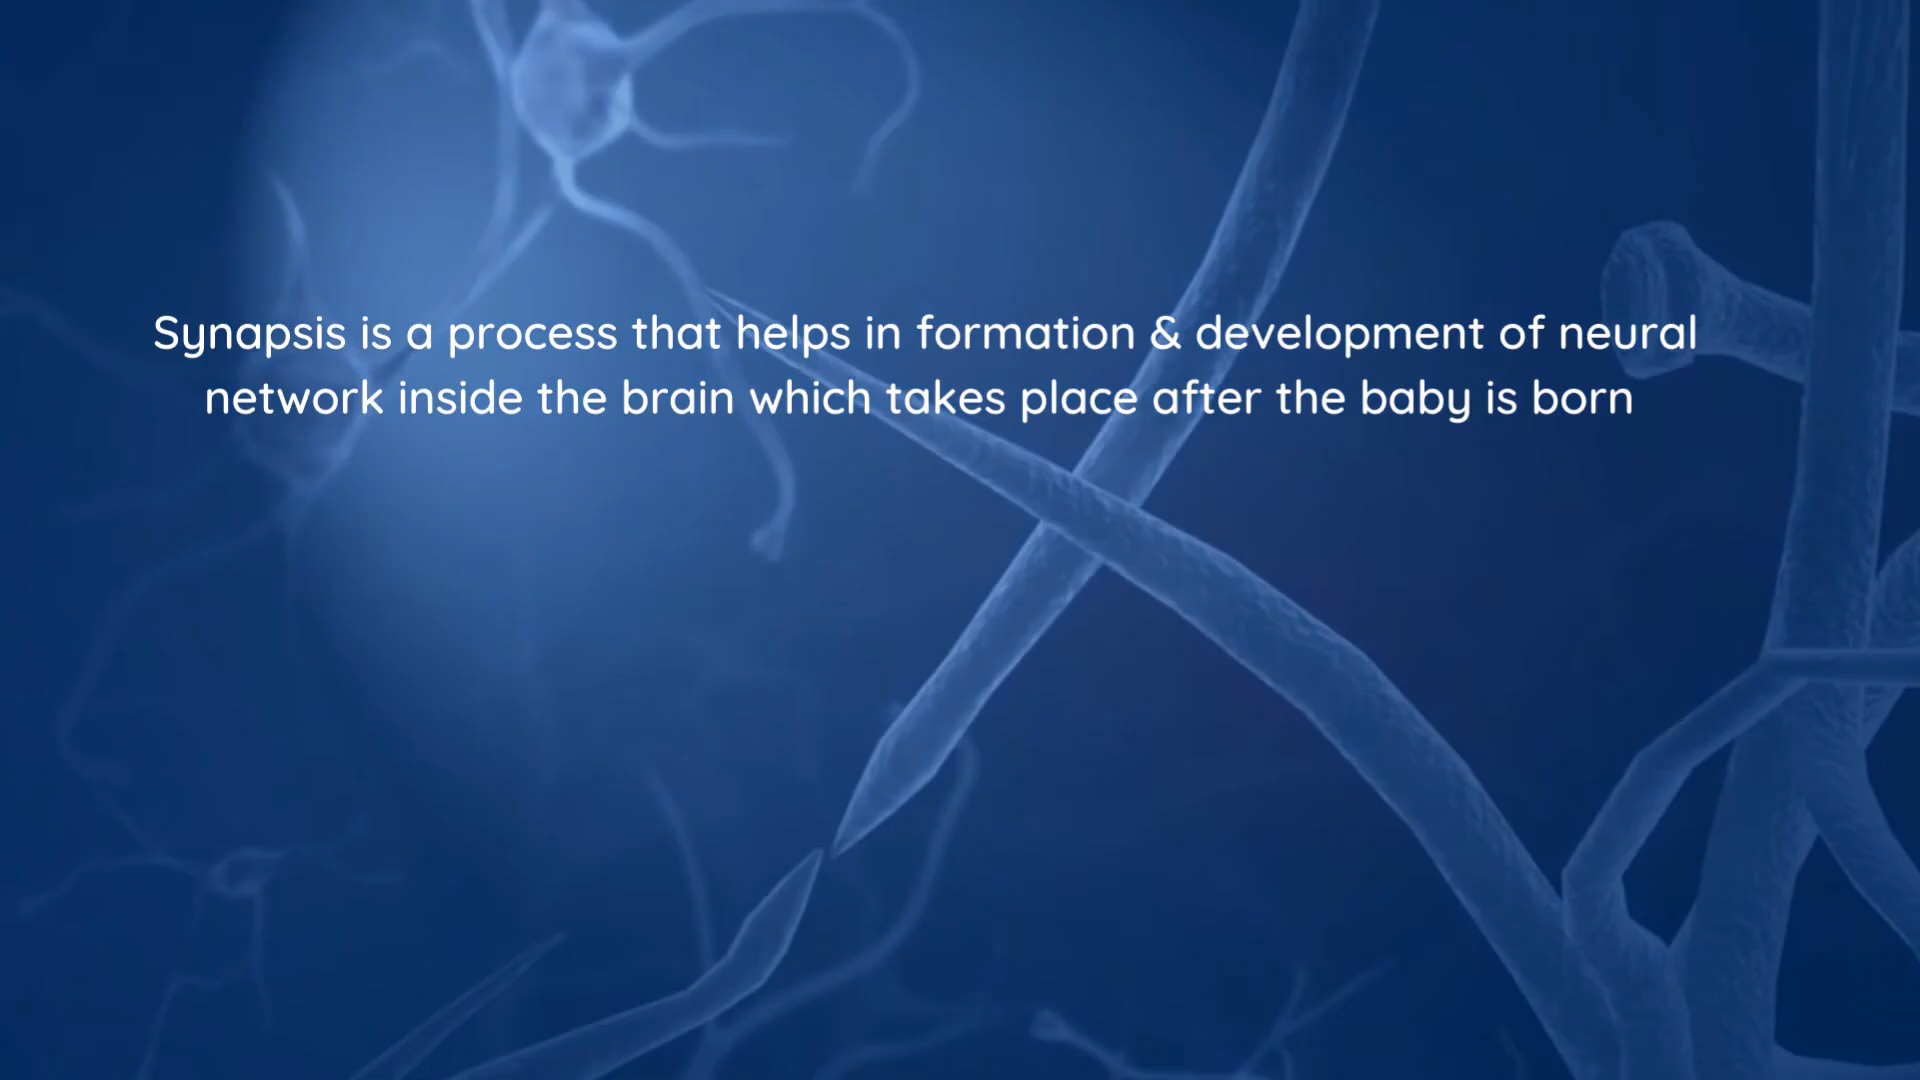 Synapsis is a process that helps in formation & development of neural
network inside the brain which takes place after the baby is born